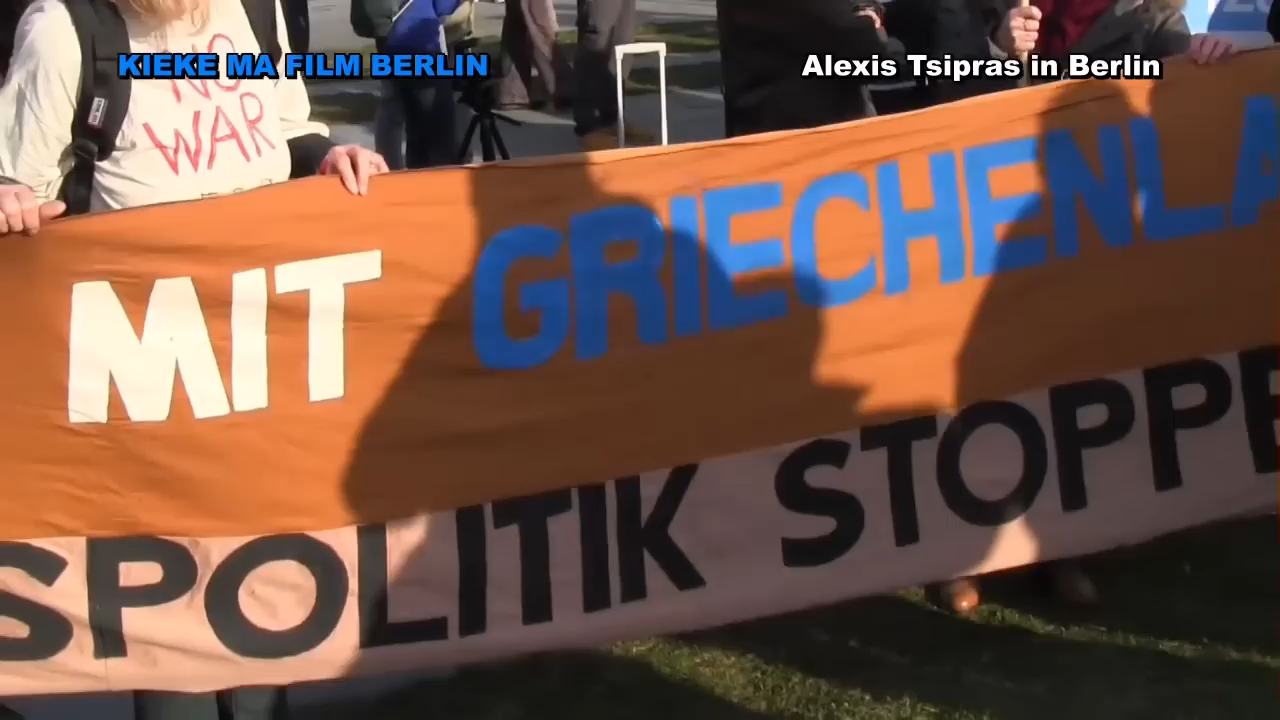 KIEKE MA FILM BERLIN
Alexis Tsipras in Berlin
NO
WAR
MIT GRIECHENLA
SPOLITIK STOPPE